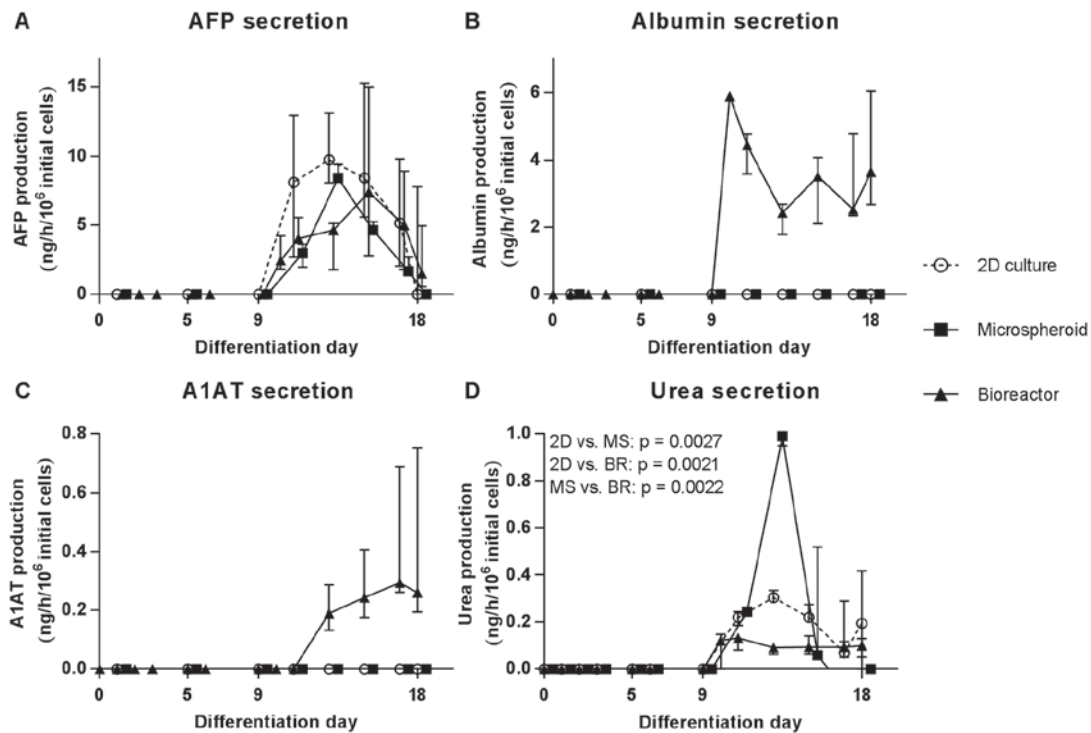 A AFP secretion
AFP production
(ng/h/10⁶ initial cells)
15
10
5
0
0 5 9 18
Differentiation day
B Albumin secretion
Albumin production
(ng/h/10⁶ initial cells)
6
4
2
0
0 5 9 18
Differentiation day
2D culture
Microspheroid
Bioreactor
C A1AT secretion
A1AT production
(ng/h/10⁶ initial cells)
0.8
0.6
0.4
0.2
0.0
0 5 9 18
Differentiation day
D Urea secretion
2D vs. MS: p = 0.0027
2D vs. BR: p = 0.0021
MS vs. BR: p = 0.0022
Urea production
(ng/h/10⁶ initial cells)
1.0
0.8
0.6
0.4
0.2
0.0
0 5 9 18
Differentiation day